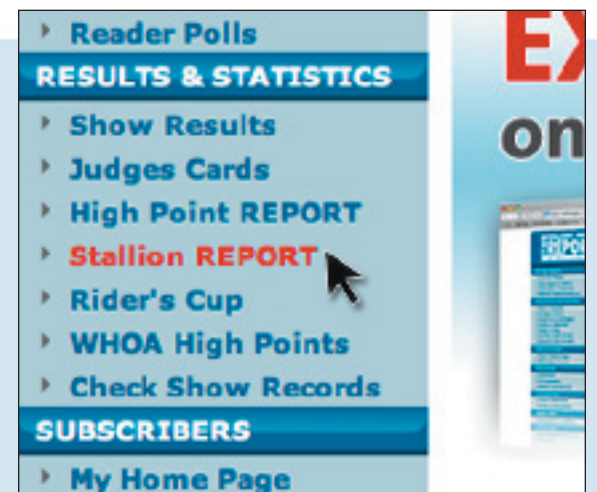 Reader Polls
RESULTS & STATISTICS
Show Results
Judges Cards
High Point REPORT
Stallion REPORT
Rider's Cup
WHOA High Points
Check Show Records
SUBSCRIBERS
My Home Page
on